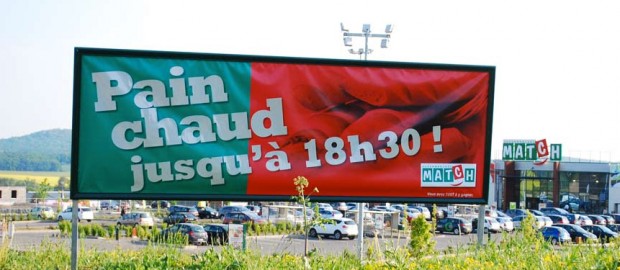 Pain
chaud
jusqu'à 18h30 !
MATCH
MATCH